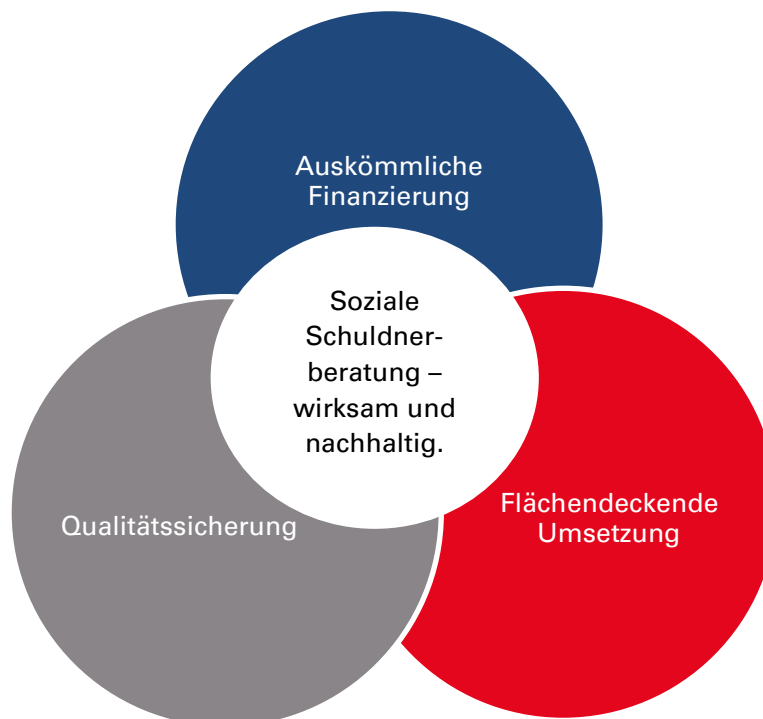 Auskömmliche
Finanzierung
Soziale
Schuldner-
beratung –
wirksam und
nachhaltig.
Qualitätssicherung
Flächendeckende
Umsetzung